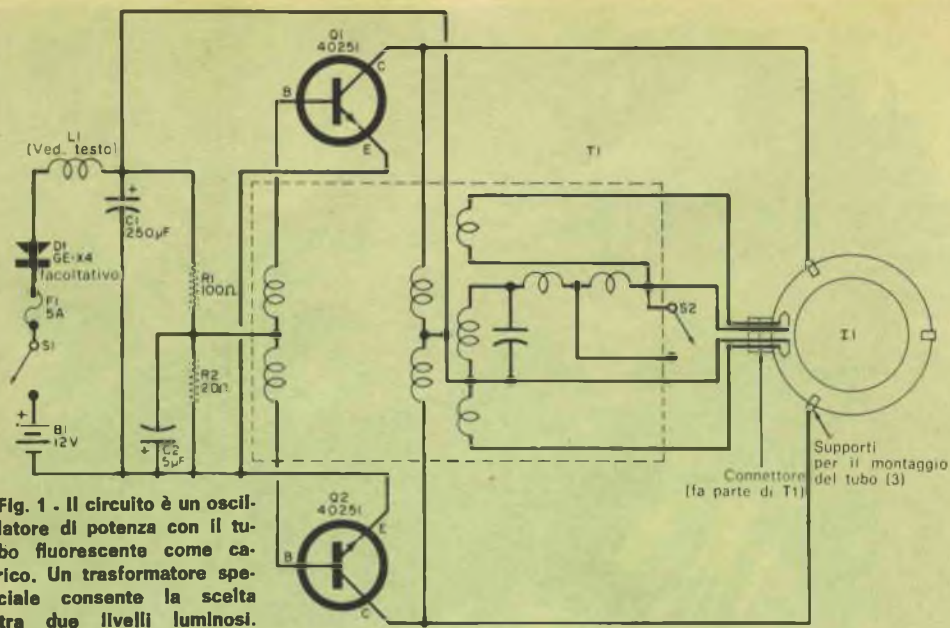 Q1
40251
C
B
E
L1
(Ved. testo)
T1
+
C1
250µF
D1
GE-X4
facoltativo)
F1
5A
S1
R1
100Ω
R2
20Ω
+
B1
12V
C2
+ 5µF
S2
I1
Connettore
(fa parte di T1)
Supporti
per il montaggio
del tubo (3)
Q2
40251
E
B
C
Fig. 1 - Il circuito è un oscil-
latore di potenza con il tu-
bo fluorescente come ca-
rico. Un trasformatore spe-
ciale consente la scelta
tra due livelli luminosi.